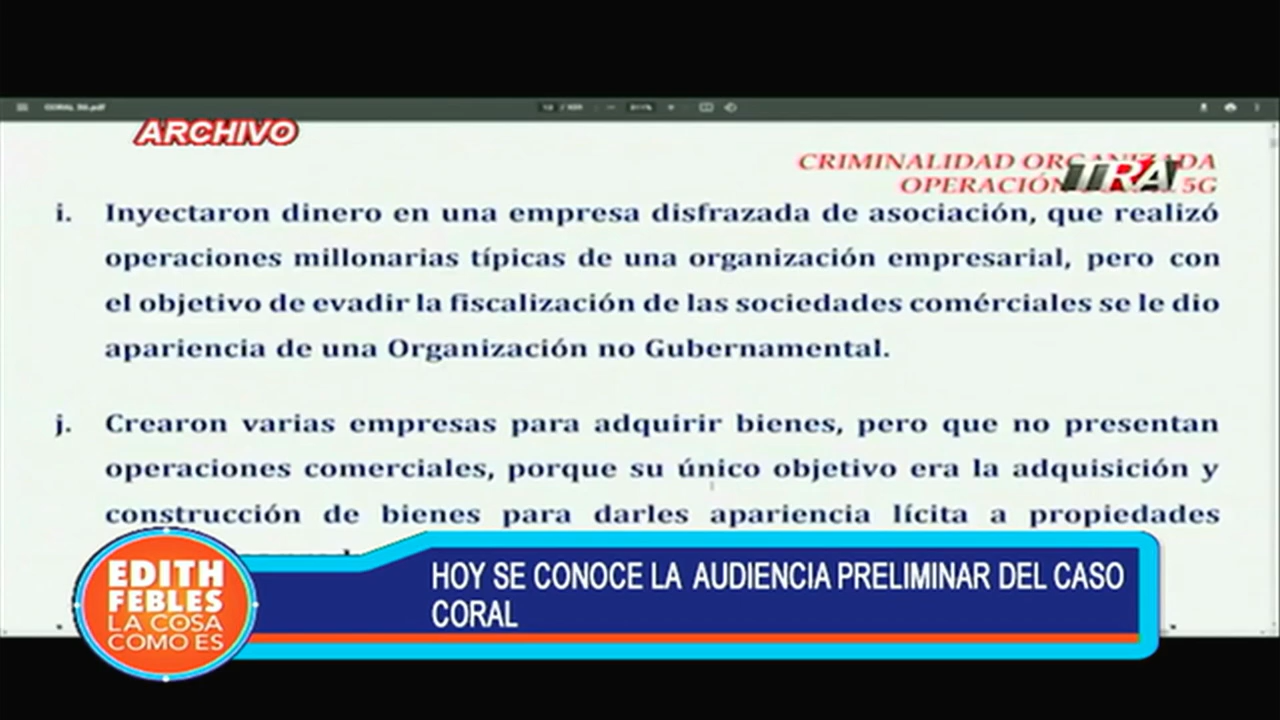 ARCHIVO
CRIMINALIDAD ORGANIZADA
OPERACIÓN 5G
TRA
i. Inyectaron dinero en una empresa disfrazada de asociación, que realizó
operaciones millonarias típicas de una organización empresarial, pero con
el objetivo de evadir la fiscalización de las sociedades comérciales se le dio
apariencia de una Organización no Gubernamental.
j. Crearon varias empresas para adquirir bienes, pero que no presentan
operaciones comerciales, porque su único objetivo era la adquisición y
construcción de bienes para darles apariencia lícita a propiedades
EDITH
FEBLES
LA COSA
COMO ES
HOY SE CONOCE LA AUDIENCIA PRELIMINAR DEL CASO
CORAL